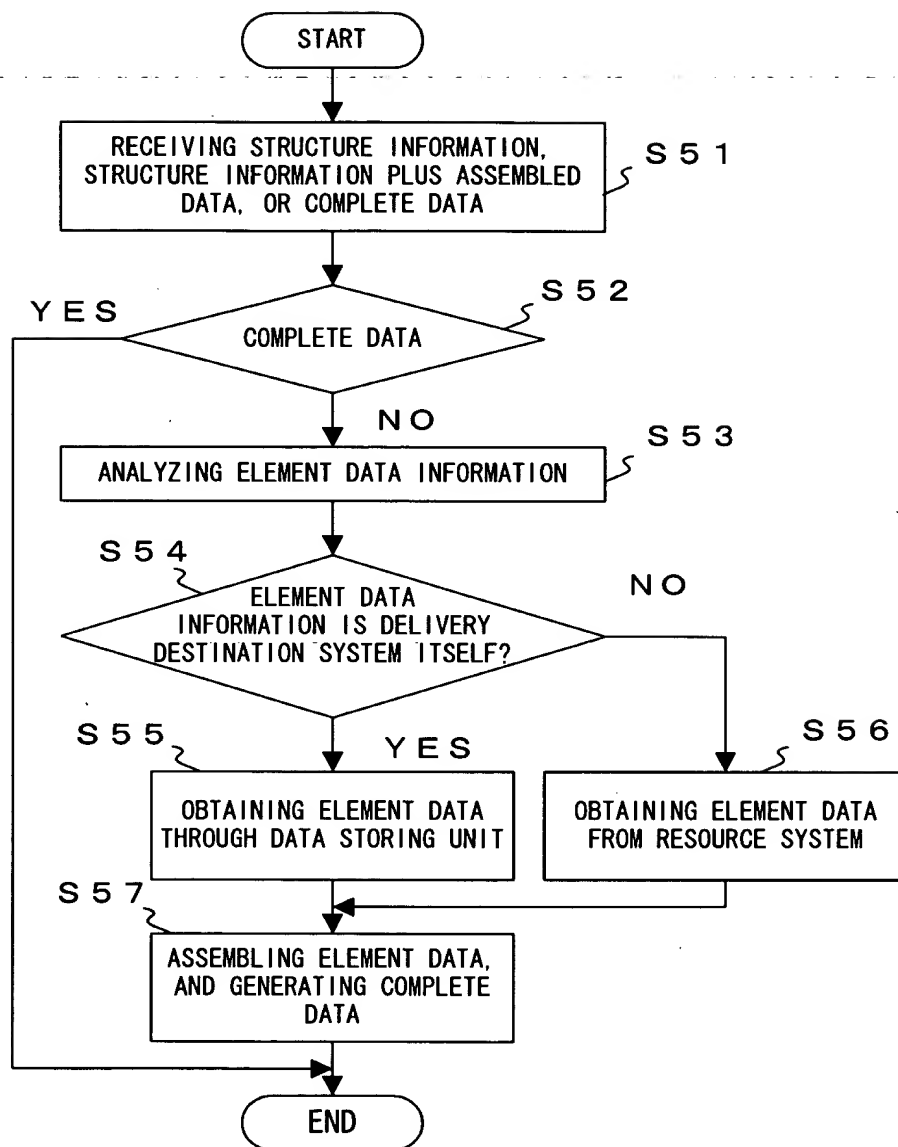 START
RECEIVING STRUCTURE INFORMATION,
STRUCTURE INFORMATION PLUS ASSEMBLED
DATA, OR COMPLETE DATA
S51
S52
YES
COMPLETE DATA
NO
S53
ANALYZING ELEMENT DATA INFORMATION
S54
NO
ELEMENT DATA
INFORMATION IS DELIVERY
DESTINATION SYSTEM ITSELF?
S55
YES
S56
OBTAINING ELEMENT DATA
THROUGH DATA STORING UNIT
OBTAINING ELEMENT DATA
FROM RESOURCE SYSTEM
S57
ASSEMBLING ELEMENT DATA,
AND GENERATING COMPLETE
DATA
END